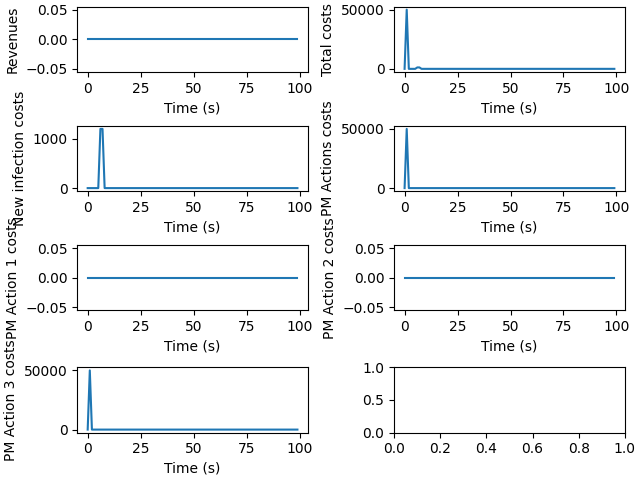 Revenues
0.05
0.00
−0.05
0 25 50 75 100
Time (s)
Total costs
50000
0
0 25 50 75 100
Time (s)
New infection costs
1000
0
0 25 50 75 100
Time (s)
PM Actions costs
50000
0
0 25 50 75 100
Time (s)
PM Action 1 costs
0.05
0.00
−0.05
0 25 50 75 100
Time (s)
PM Action 2 costs
0.05
0.00
−0.05
0 25 50 75 100
Time (s)
PM Action 3 costs
50000
0
0 25 50 75 100
Time (s)
1.0
0.5
0.0
0.0 0.2 0.4 0.6 0.8 1.0